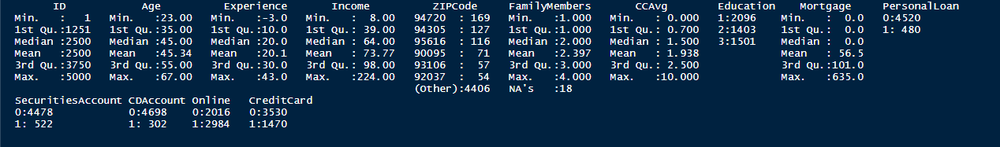 ID Age Experience Income ZIPCode FamilyMembers CCAvg Education Mortgage PersonalLoan
Min. : 1 Min. :23.00 Min. :-3.0 Min. : 8.00 94720 : 169 Min. :1.000 Min. : 0.000 1:2096 Min. : 0.0 0:4520
1st Qu.:1251 1st Qu.:35.00 1st Qu.:10.0 1st Qu.: 39.00 94305 : 127 1st Qu.:1.000 1st Qu.: 0.700 2:1403 1st Qu.: 0.0 1: 480
Median :2500 Median :45.00 Median :20.0 Median : 64.00 95616 : 116 Median :2.000 Median : 1.500 3:1501 Median : 0.0
Mean :2500 Mean :45.34 Mean :20.1 Mean : 73.77 90095 : 71 Mean :2.397 Mean : 1.938 Mean : 56.5
3rd Qu.:3750 3rd Qu.:55.00 3rd Qu.:30.0 3rd Qu.: 98.00 93106 : 57 3rd Qu.:3.000 3rd Qu.: 2.500 3rd Qu.:101.0
Max. :5000 Max. :67.00 Max. :43.0 Max. :224.00 92037 : 54 Max. :4.000 Max. :10.000 Max. :635.0
(Other):4406 NA's :18
SecuritiesAccount CDAccount Online CreditCard
0:4478 0:4698 0:2016 0:3530
1: 522 1: 302 1:2984 1:1470